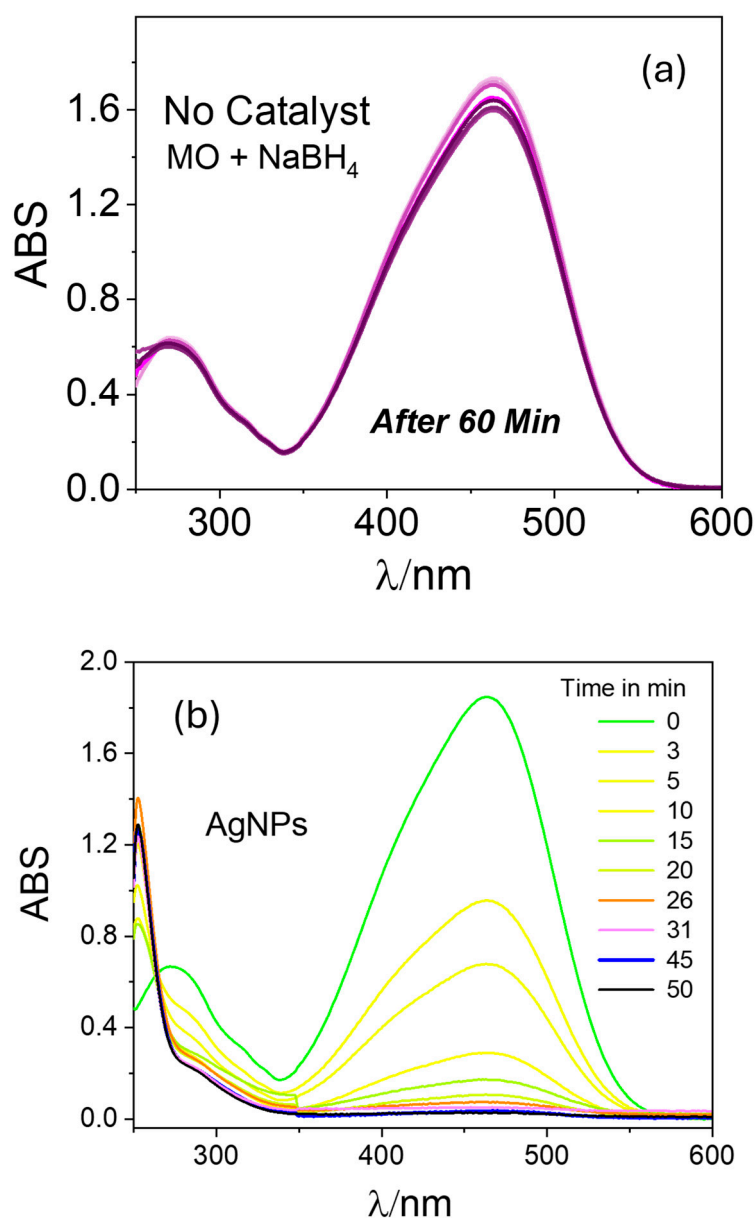 (a)
No Catalyst
MO + NaBH₄
After 60 Min
ABS
1.6
1.2
0.8
0.4
0.0
300 400 500 600
λ/nm
(b)
AgNPs
Time in min
0
3
5
10
15
20
26
31
45
50
ABS
2.0
1.6
1.2
0.8
0.4
0.0
300 400 500 600
λ/nm